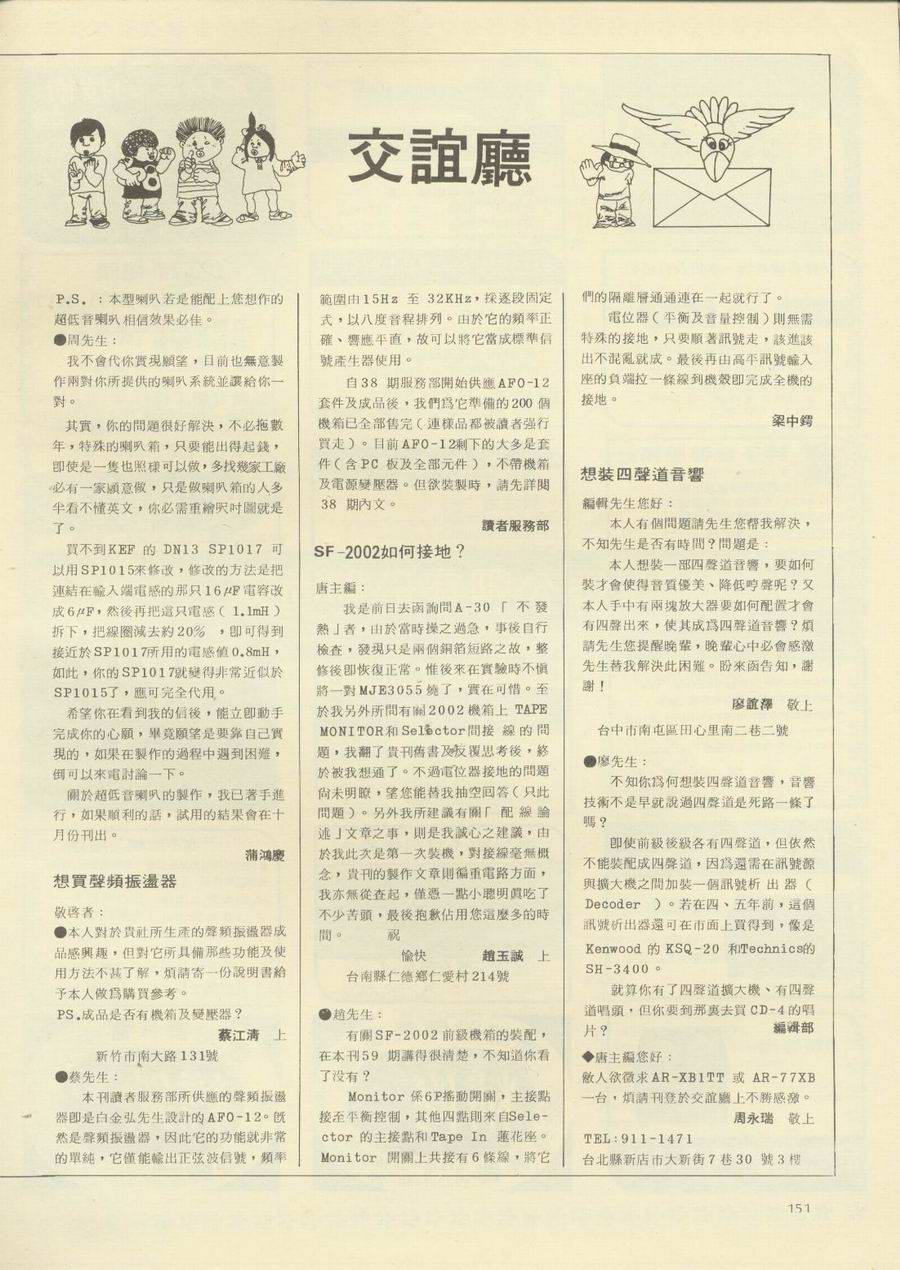 交誼廳
P.S. ：本型喇叭若是能配上您想作的
超低音喇叭相信效果必佳。
●周先生：
我不會代你實現願望，目前也無意製
作兩對你所提供的喇叭系統並讓給你一
對。
其實，你的問題很好解決，不必拖數
年，特殊的喇叭箱，只要能出得起錢，
即使是一隻也照樣可以做，多找幾家工廠
必有一家願意做，只是做喇叭箱的人多
半看不懂英文，你必需重繪呎吋圖就是
了。
買不到KEF 的 DN13 SP1017 可
以用SP1015來修改，修改的方法是把
連結在輸入端電感的那只16μF電容改
成6μF，然後再把這只電感（ 1.1mH）
拆下，把線圈減去約20% ，卽可得到
接近於SP1017所用的電感値0.8mH，
如此，你的SP1017就變得非常近似於
SP1015了，應可完全代用。
希望你在看到我的信後，能立卽動手
完成你的心願，畢竟願望是要靠自己實
現的，如果在製作的過程中遇到困難，
倒可以來電討論一下。
關於超低音喇叭的製作，我已著手進
行，如果順利的話，試用的結果會在十
月份刊出。
蒲鴻慶
想買聲頻振盪器
敬啓者：
●本人對於貴社所生產的聲頻振盪器成
品感興趣，但對它所具備那些功能及使
用方法不甚了解，煩請寄一份說明書給
予本人做爲購買參考。
PS.成品是否有機箱及變壓器？
蔡江淸 上
新竹市南大路131號
●蔡先生：
本刊讀者服務部所供應的聲頻振盪
器卽是白金弘先生設計的AFO-12。旣
然是聲頻振盪器，因此它的功能就非常
的單純，它僅能輸出正弦波信號，頻率
範圍由15Hz 至 32KHz，採逐段固定
式，以八度音程排列。由於它的頻率正
確、響應平直，故可以將它當成標準信
號產生器使用。
自38 期服務部開始供應AFO-12
套件及成品後，我們爲它準備的200 個
機箱已全部售完（連樣品都被讀者強行
買走）。目前AFO-12剩下的大多是套
件（含PC 板及全部元件），不帶機箱
及電源變壓器。但欲裝製時，請先詳閱
38 期內文。
讀者服務部
SF-2002如何接地？
唐主編：
我是前日去函詢問A-30「 不 發
熱」者，由於當時操之過急，事後自行
檢查，發現只是兩個銅箔短路之故，整
修後卽恢復正常。惟後來在實驗時不愼
將一對MJE3055燒了，實在可惜。至
於我另外所問有關2002機箱上 TAPE
MONITOR和Selector間接 線 的 問
題，我翻了貴刊舊書及反覆思考後，終
於被我想通了。不過電位器接地的問題
尙未明瞭，望您能替我抽空回答（只此
問題）。另外我所建議有關「 配 線 論
述」文章之事，則是我誠心之建議，由
於我此次是第一次裝機，對接線毫無概
念，貴刊的製作文章則偏重電路方面，
我亦無從查起，僅憑一點小聰明眞吃了
不少苦頭，最後抱歉佔用您這麼多的時
間。 祝
愉快 趙玉誠 上
台南縣仁德鄉仁愛村214號
●趙先生：
有關SF-2002前級機箱的裝配，
在本刊59 期講得很清楚，不知道你看
了沒有？
Monitor 係6P搖動開關，主接點
接至平衡控制，其他四點則來自Sele-
ctor 的主接點和Tape In 蓮花座。
Monitor 開關上共接有6條線，將它
們的隔離層通通連在一起就行了。
電位器（平衡及音量控制）則無需
特殊的接地，只要順著訊號走，該進該
出不混亂就成。最後再由高平訊號輸入
座的負端拉一條線到機殼卽完成全機的
接地。
梁中鍔
想裝四聲道音響
編輯先生您好：
本人有個問題請先生您幫我解決，
不知先生是否有時間？問題是：
本人想裝一部四聲道音響，要如何
裝才會使得音質優美、降低哼聲呢？又
本人手中有兩塊放大器要如何配置才會
有四聲出來，使其成爲四聲道音響？煩
請先生您提醒晚輩，晚輩心中必會感激
先生替我解決此困難。盼來函告知，謝
謝！
廖誼澤 敬上
台中市南屯區田心里南二巷二號
●廖先生：
不知你爲何想裝四聲道音響，音響
技術不是早就說過四聲道是死路一條了
嗎？
卽使前級後級各有四聲道，但依然
不能裝配成四聲道，因爲還需在訊號源
與擴大機之間加裝一個訊號析 出 器（
Decoder ）。若在四、五年前，這個
訊號析出器還可在市面上買得到，像是
Kenwood 的 KSQ-20 和Technics的
SH-3400。
就算你有了四聲道擴大機、有四聲
道唱頭，但你要到那裏去買CD-4的唱
片？ 編輯部
◆唐主編您好：
敝人欲徵求AR-XB1TT 或 AR-77XB
一台，煩請刊登於交誼廳上不勝感激。
周永瑞 敬上
TEL:911-1471
台北縣新店市大新街7巷30 號3樓
151